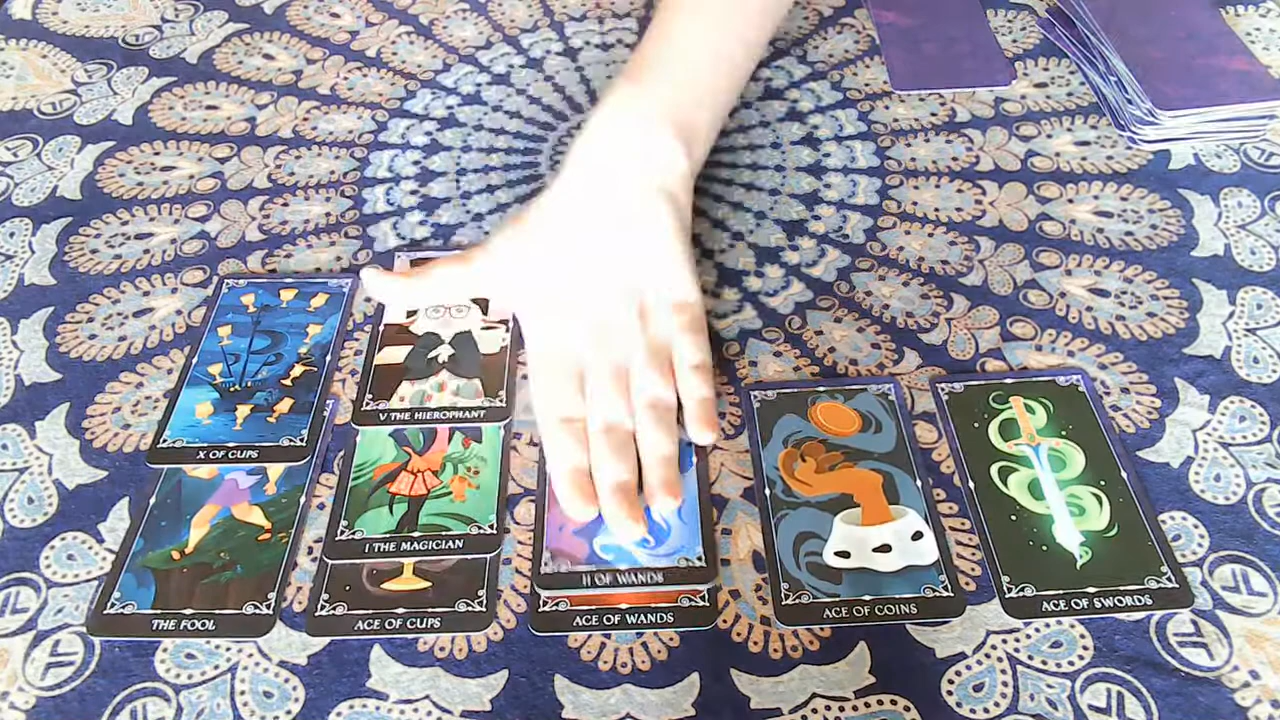 X OF CUPS
THE FOOL
V THE HIEROPHANT
I THE MAGICIAN
ACE OF CUPS
II OF WANDS
ACE OF WANDS
ACE OF COINS
ACE OF SWORDS